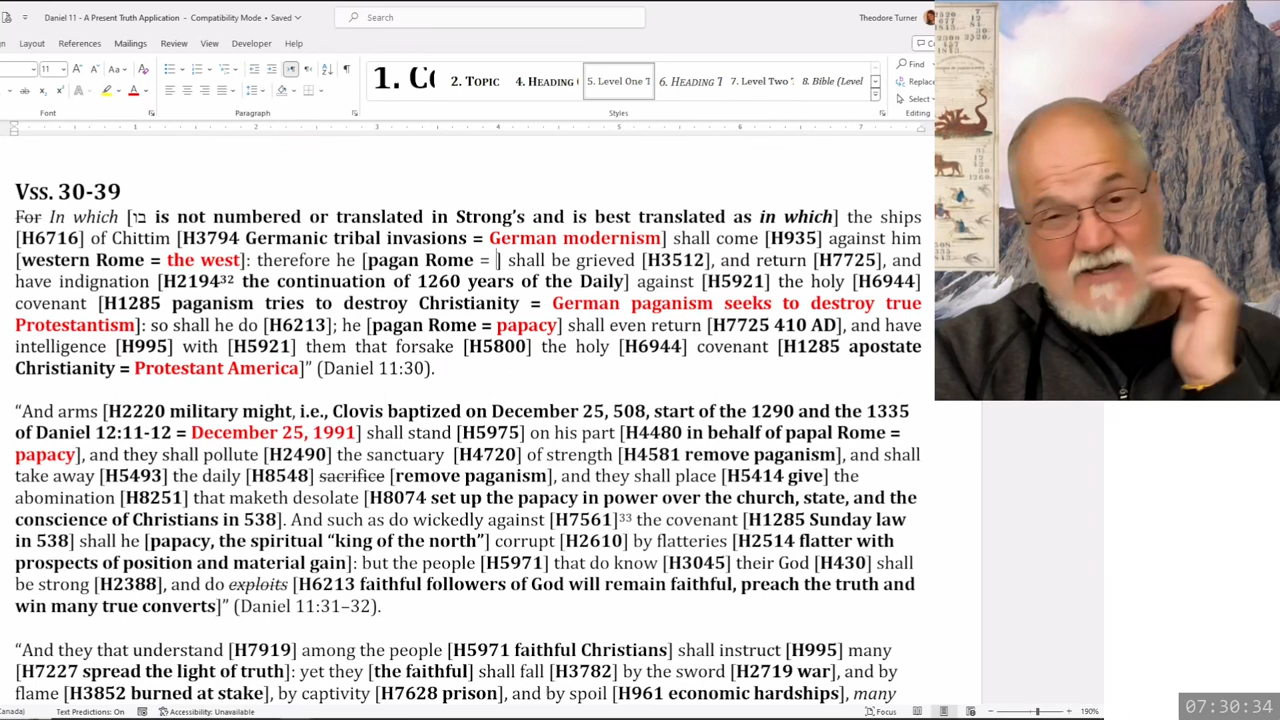 Daniel 11 - A Present Truth Application - Compatibility Mode • Saved
Search
Theodore Turner
Layout References Mailings Review View Developer Help
11 Aa
1. Co 2. Topic 4. Heading 5. Level One T 6. Heading T 7. Level Two 8. Bible (Level
Find
Replace
Select
Font Paragraph Styles Editing
1 2 3 4 5 6 7
Vss. 30-39
For In which [בו is not numbered or translated in Strong's and is best translated as in which] the ships
[H6716] of Chittim [H3794 Germanic tribal invasions = German modernism] shall come [H935] against him
[western Rome = the west]: therefore he [pagan Rome = ] shall be grieved [H3512], and return [H7725], and
have indignation [H2194³² the continuation of 1260 years of the Daily] against [H5921] the holy [H6944]
covenant [H1285 paganism tries to destroy Christianity = German paganism seeks to destroy true
Protestantism]: so shall he do [H6213]; he [pagan Rome = papacy] shall even return [H7725 410 AD], and have
intelligence [H995] with [H5921] them that forsake [H5800] the holy [H6944] covenant [H1285 apostate
Christianity = Protestant America]” (Daniel 11:30).
“And arms [H2220 military might, i.e., Clovis baptized on December 25, 508, start of the 1290 and the 1335
of Daniel 12:11-12 = December 25, 1991] shall stand [H5975] on his part [H4480 in behalf of papal Rome =
papacy], and they shall pollute [H2490] the sanctuary [H4720] of strength [H4581 remove paganism], and shall
take away [H5493] the daily [H8548] sacrifice [remove paganism], and they shall place [H5414 give] the
abomination [H8251] that maketh desolate [H8074 set up the papacy in power over the church, state, and the
conscience of Christians in 538]. And such as do wickedly against [H7561]³³ the covenant [H1285 Sunday law
in 538] shall he [papacy, the spiritual “king of the north”] corrupt [H2610] by flatteries [H2514 flatter with
prospects of position and material gain]: but the people [H5971] that do know [H3045] their God [H430] shall
be strong [H2388], and do exploits [H6213 faithful followers of God will remain faithful, preach the truth and
win many true converts]” (Daniel 11:31–32).
“And they that understand [H7919] among the people [H5971 faithful Christians] shall instruct [H995] many
[H7227 spread the light of truth]: yet they [the faithful] shall fall [H3782] by the sword [H2719 war], and by
flame [H3852 burned at stake], by captivity [H7628 prison], and by spoil [H961 economic hardships], many
Canada) Text Predictions: On Accessibility: Unavailable Focus 190%
07:30:34